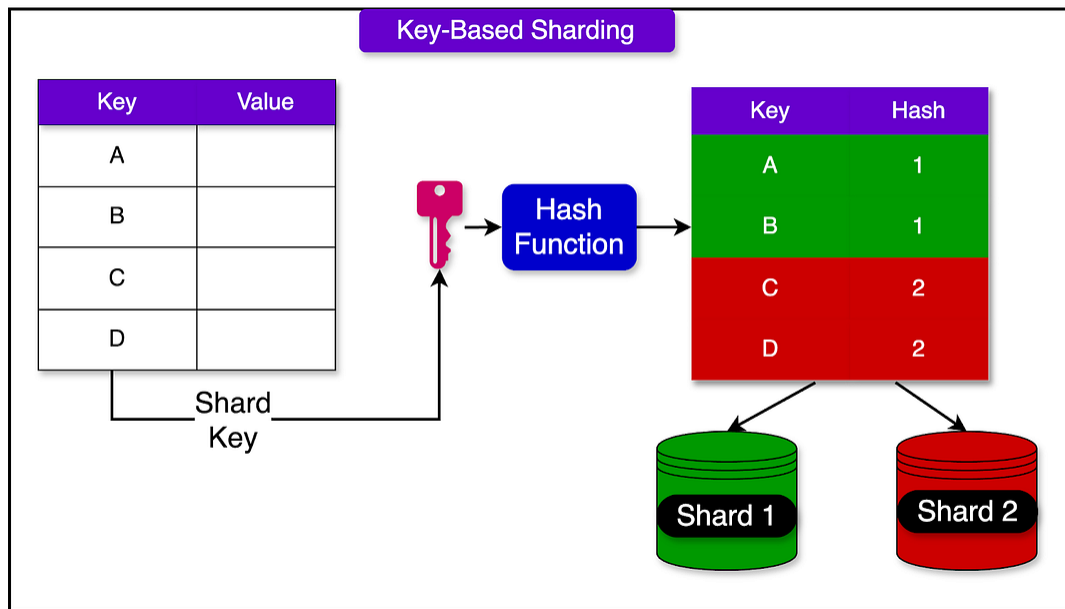 Key-Based Sharding
Key Value
A
B
C
D
Shard
Key
Hash
Function
Key Hash
A 1
B 1
C 2
D 2
Shard 1
Shard 2